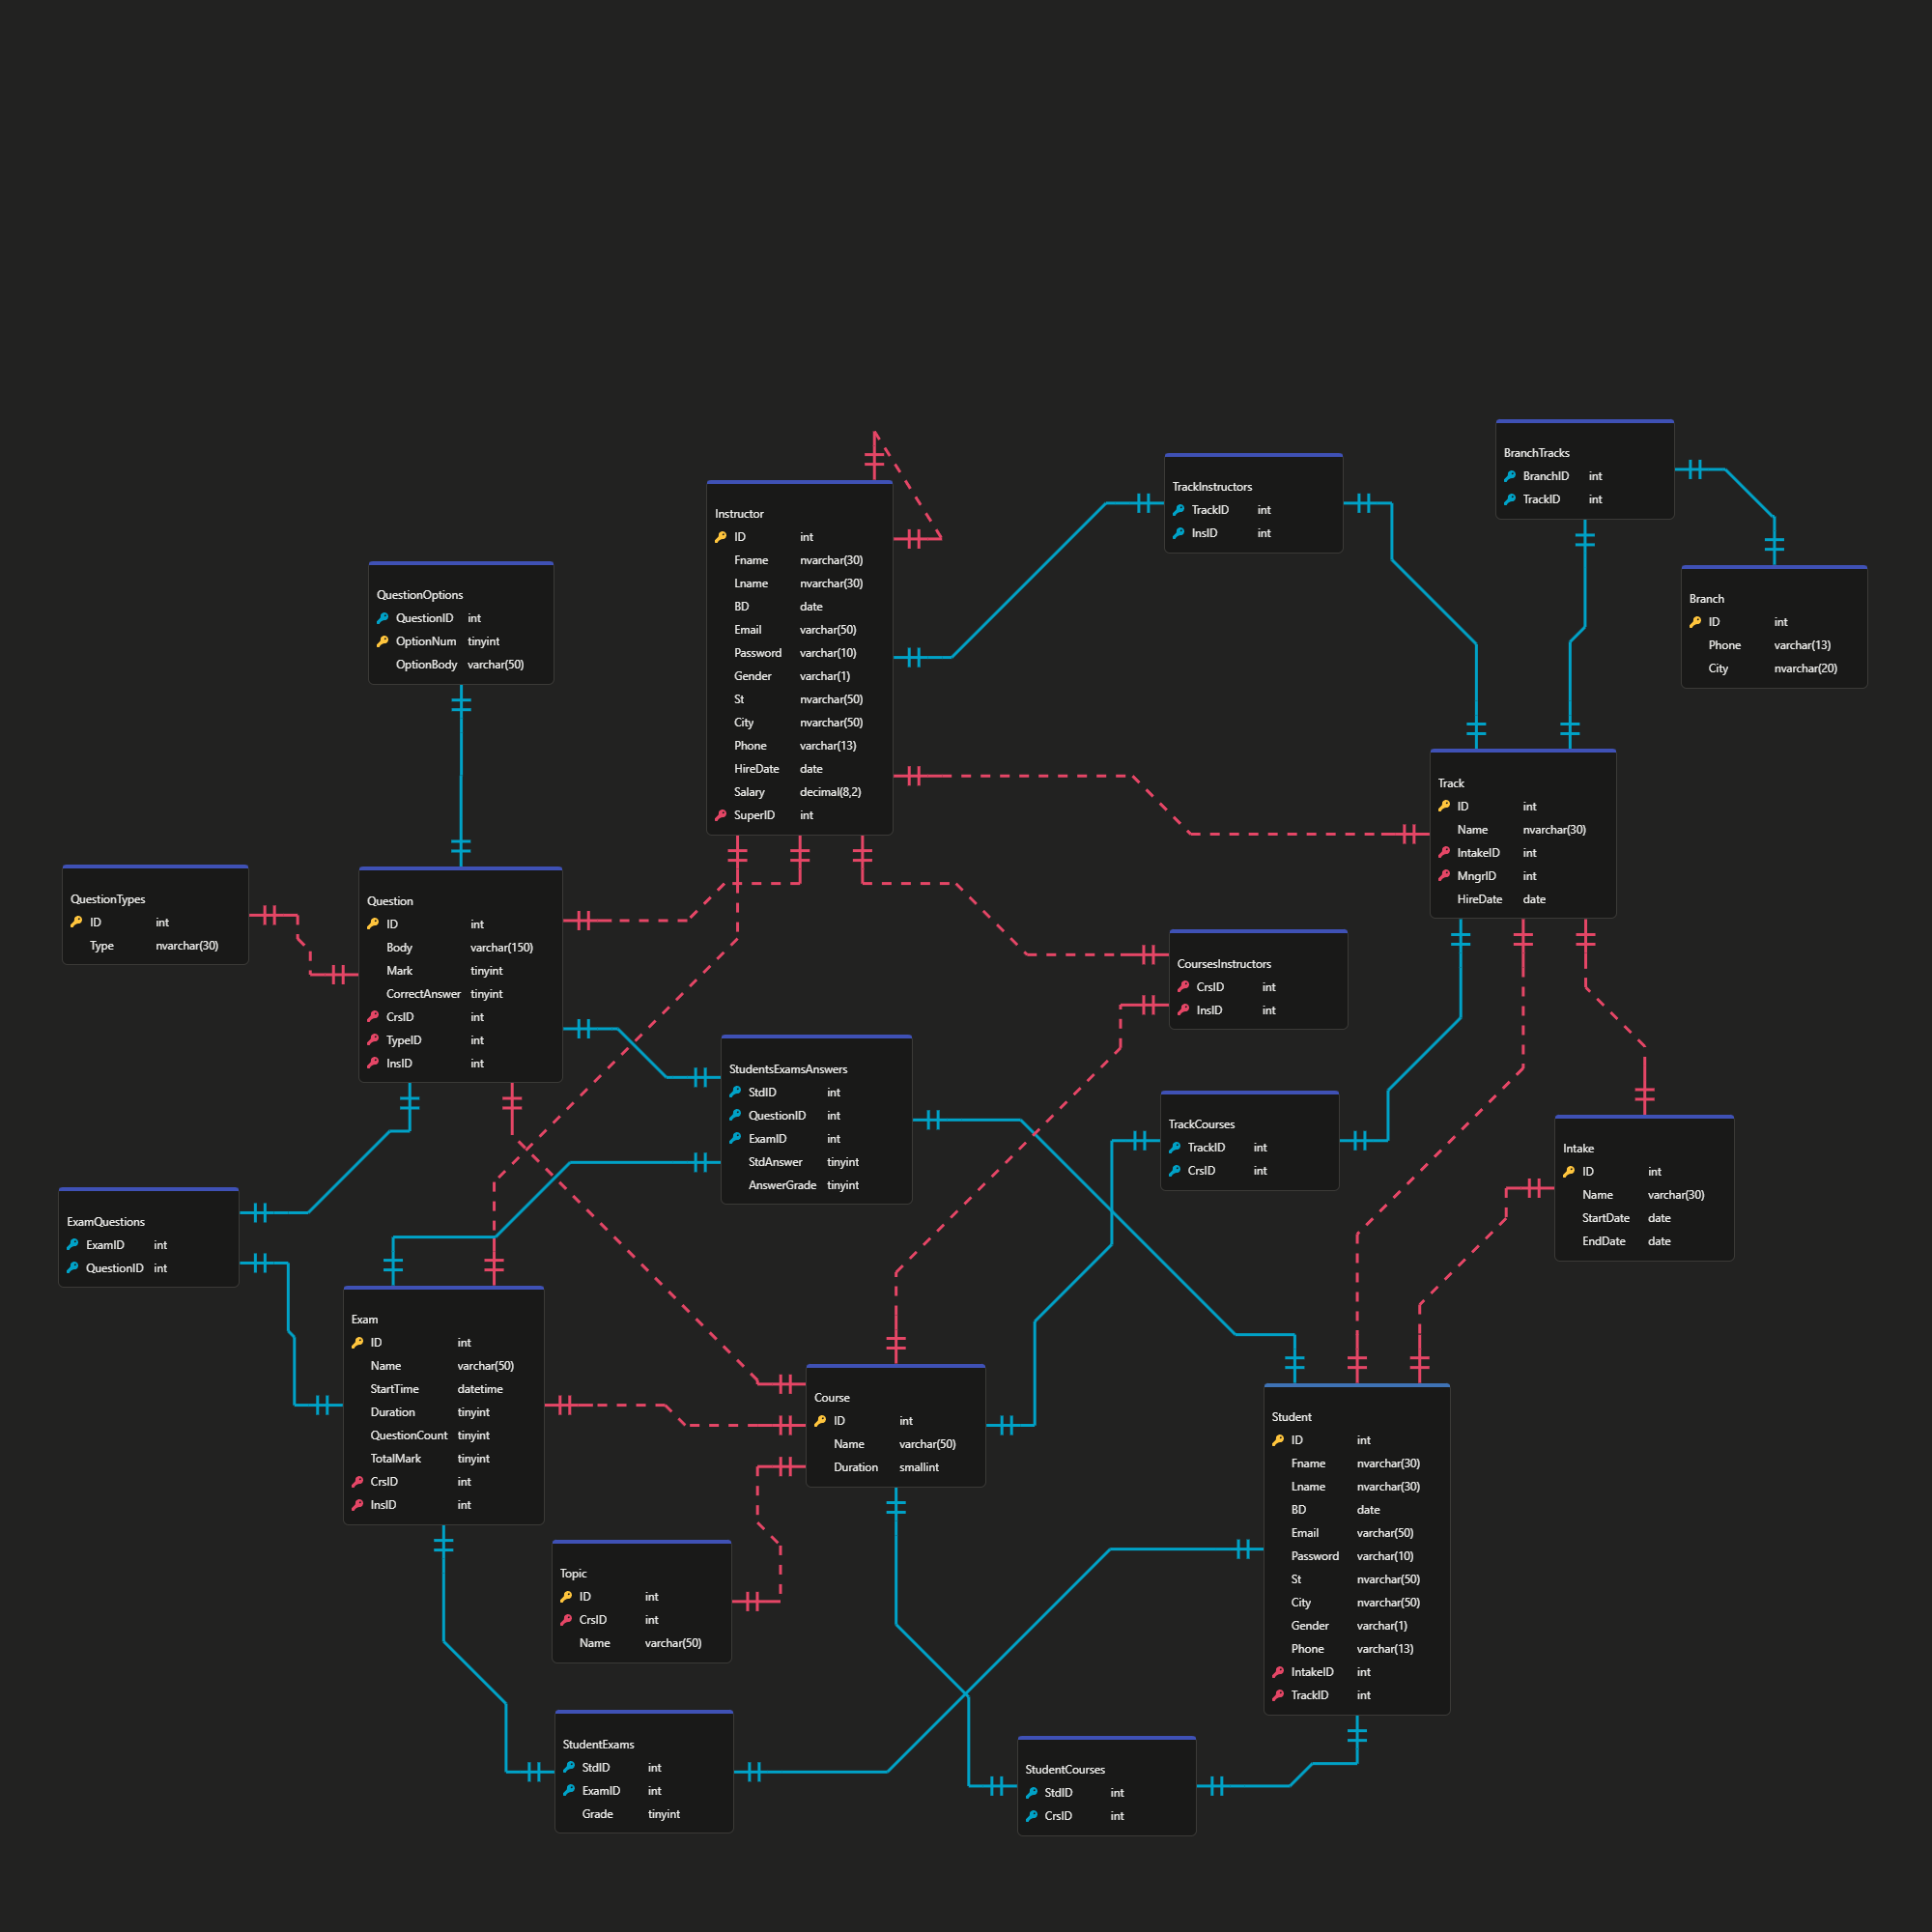 BranchTracks
BranchID int
TrackID int
TrackInstructors
TrackID int
InsID int
Instructor
ID int
Fname nvarchar(30)
Lname nvarchar(30)
BD date
Email varchar(50)
Password varchar(10)
Gender varchar(1)
St nvarchar(50)
City nvarchar(50)
Phone varchar(13)
HireDate date
Salary decimal(8,2)
SuperID int
QuestionOptions
QuestionID int
OptionNum tinyint
OptionBody varchar(50)
Branch
ID int
Phone varchar(13)
City nvarchar(20)
Track
ID int
Name nvarchar(30)
IntakeID int
MngrID int
HireDate date
QuestionTypes
ID int
Type nvarchar(30)
Question
ID int
Body varchar(150)
Mark tinyint
CorrectAnswer tinyint
CrsID int
TypeID int
InsID int
CoursesInstructors
CrsID int
InsID int
StudentsExamsAnswers
StdID int
QuestionID int
ExamID int
StdAnswer tinyint
AnswerGrade tinyint
TrackCourses
TrackID int
CrsID int
Intake
ID int
Name varchar(30)
StartDate date
EndDate date
ExamQuestions
ExamID int
QuestionID int
Exam
ID int
Name varchar(50)
StartTime datetime
Duration tinyint
QuestionCount tinyint
TotalMark tinyint
CrsID int
InsID int
Course
ID int
Name varchar(50)
Duration smallint
Student
ID int
Fname nvarchar(30)
Lname nvarchar(30)
BD date
Email varchar(50)
Password varchar(10)
St nvarchar(50)
City nvarchar(50)
Gender varchar(1)
Phone varchar(13)
IntakeID int
TrackID int
Topic
ID int
CrsID int
Name varchar(50)
StudentExams
StdID int
ExamID int
Grade tinyint
StudentCourses
StdID int
CrsID int